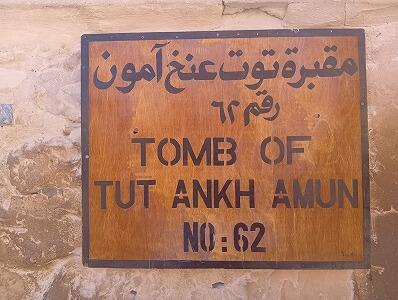 مقبرة توت عنخ آمون
رقم ٦٢
TOMB OF
TUT ANKH AMUN
NO: 62